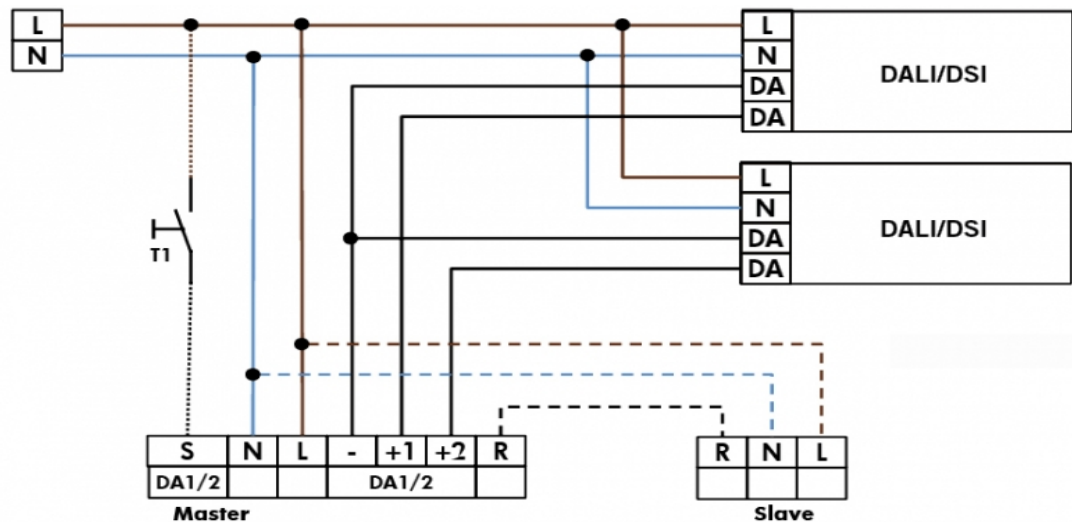 L
N
L
N
DA
DA
DALI/DSI
L
N
DA
DA
DALI/DSI
T1
S N L - +1 +2 R
DA1/2 DA1/2
Master
R N L
Slave